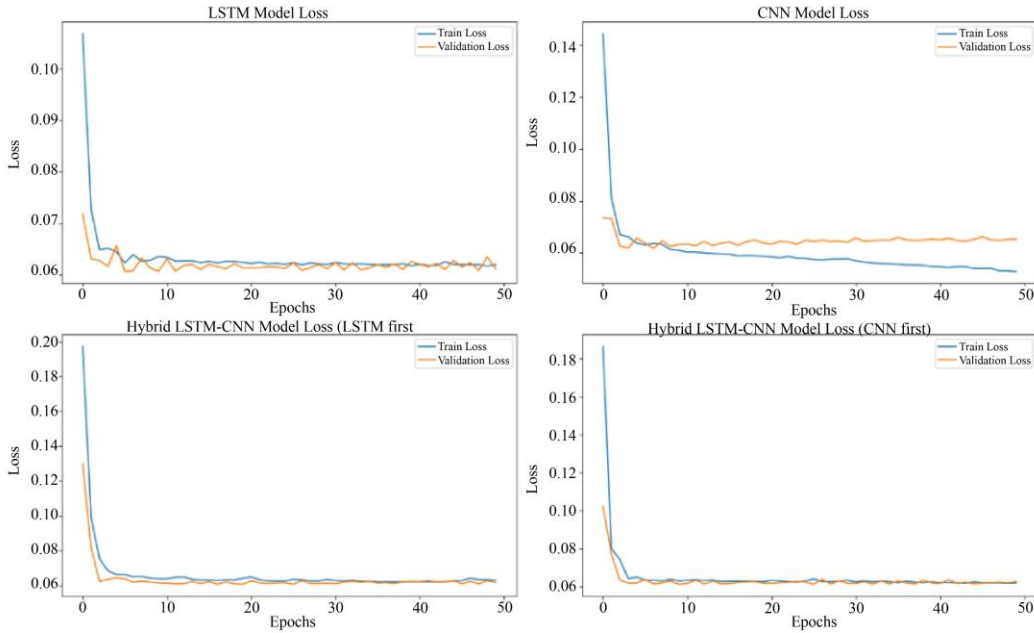 LSTM Model Loss
Train Loss
Validation Loss
0.10
0.09
0.08
0.07
0.06
Loss
0 10 20 30 40 50
Epochs
CNN Model Loss
Train Loss
Validation Loss
0.14
0.12
0.10
0.08
0.06
Loss
0 10 20 30 40 50
Epochs
Hybrid LSTM-CNN Model Loss (LSTM first
Train Loss
Validation Loss
0.20
0.18
0.16
0.14
0.12
0.10
0.08
0.06
Loss
0 10 20 30 40 50
Epochs
Hybrid LSTM-CNN Model Loss (CNN first)
Train Loss
Validation Loss
0.18
0.16
0.14
0.12
0.10
0.08
0.06
Loss
0 10 20 30 40 50
Epochs